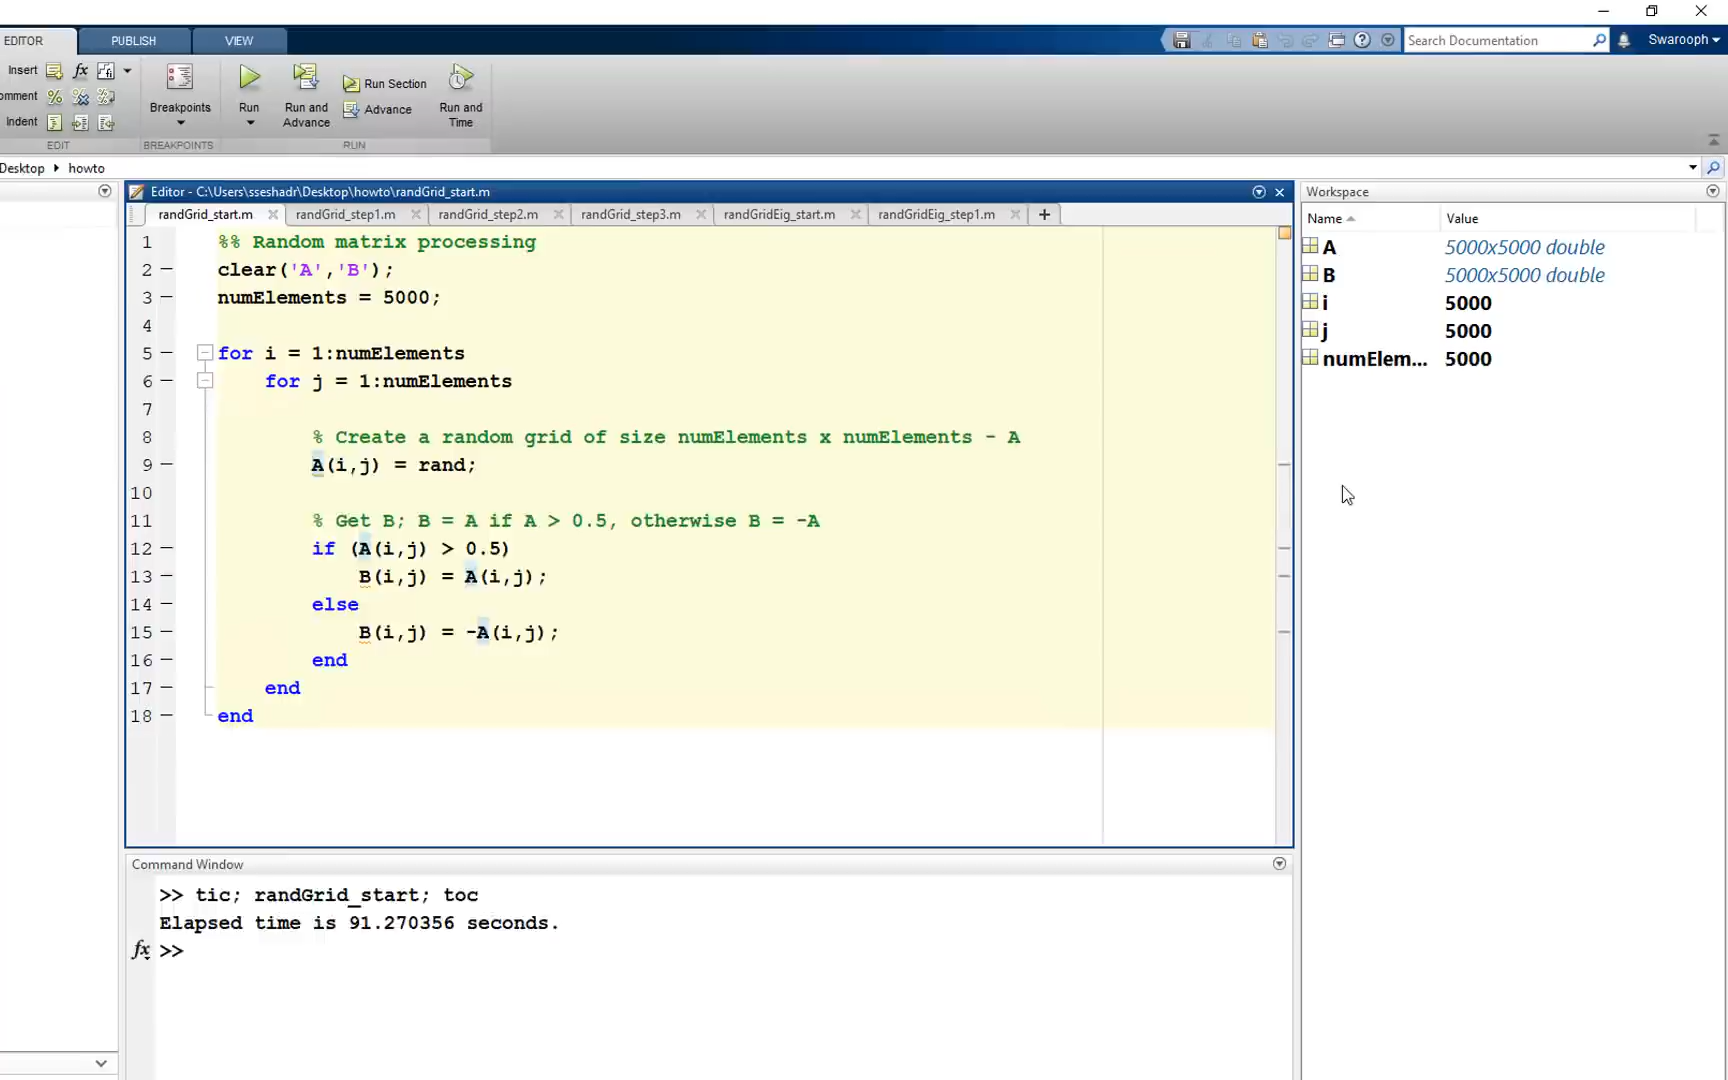 EDITOR PUBLISH VIEW Search Documentation Swarooph
Insert fx
omment
Indent
Breakpoints Run Run and Advance Run Section Advance Run and Time
EDIT BREAKPOINTS RUN
Desktop howto
Editor - C:\Users\sseshadr\Desktop\howto\randGrid_start.m
randGrid_start.m randGrid_step1.m randGrid_step2.m randGrid_step3.m randGridEig_start.m randGridEig_step1.m +
1 %% Random matrix processing
2 clear('A','B');
3 numElements = 5000;
4
5 for i = 1:numElements
6 for j = 1:numElements
7
8 % Create a random grid of size numElements x numElements - A
9 A(i,j) = rand;
10
11 % Get B; B = A if A > 0.5, otherwise B = -A
12 if (A(i,j) > 0.5)
13 B(i,j) = A(i,j);
14 else
15 B(i,j) = -A(i,j);
16 end
17 end
18 end
Workspace
Name Value
A 5000x5000 double
B 5000x5000 double
i 5000
j 5000
numElem... 5000
Command Window
>> tic; randGrid_start; toc
Elapsed time is 91.270356 seconds.
fx >>